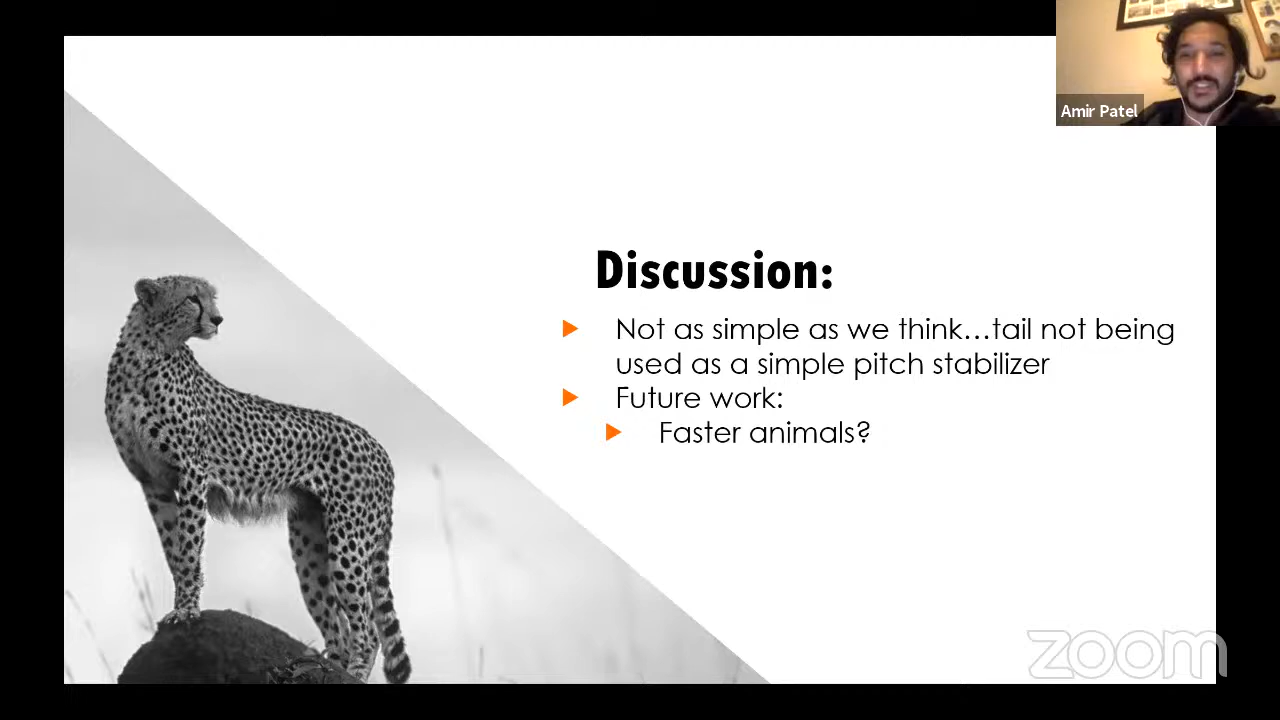 Amir Patel
Discussion:
Not as simple as we think...tail not being
used as a simple pitch stabilizer
Future work:
Faster animals?
zoom